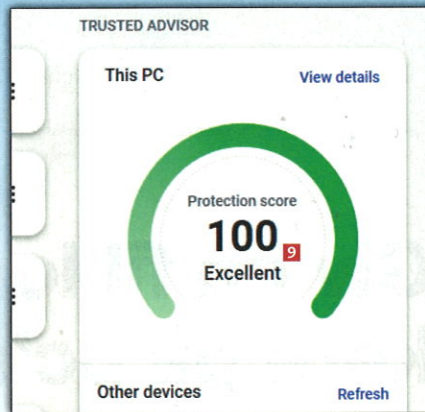 TRUSTED ADVISOR
This PC
View details
Protection score
100
9
Excellent
Other devices
Refresh